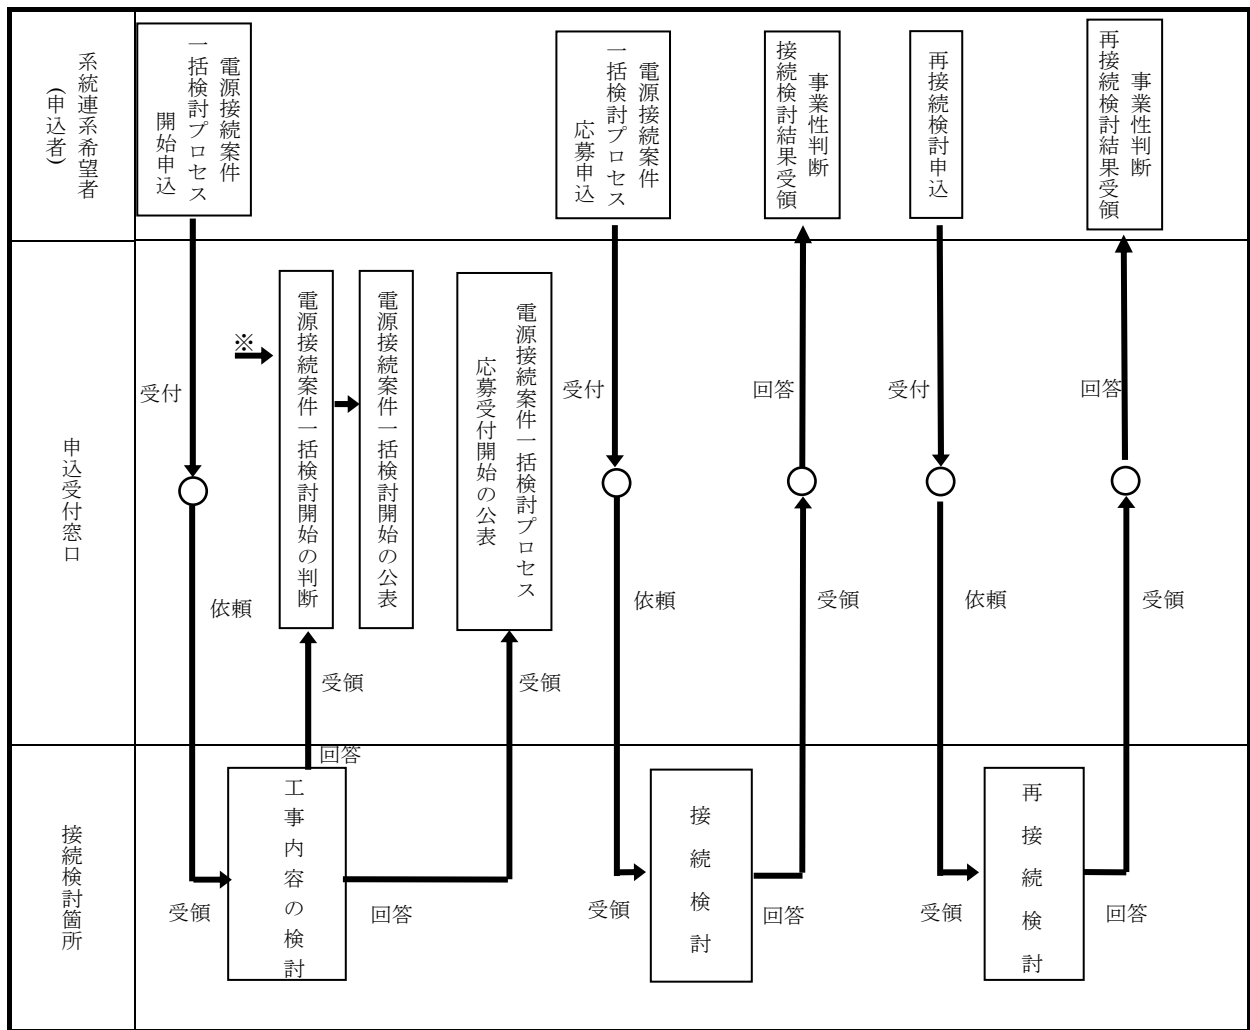 系統連系希望者
(申込者)
電源接続案件
一括検討プロセス
開始申込
電源接続案件
一括検討プロセス
応募申込
事業性判断
接続検討結果受領
再接続検討申込
事業性判断
再接続検討結果受領
申込受付窓口
受付
依頼
※
電源接続案件一括検討開始の判断
電源接続案件一括検討開始の公表
電源接続案件一括検討プロセス
応募受付開始の公表
受領
受領
受付
依頼
回答
受領
受付
依頼
回答
受領
接続検討箇所
受領
工事内容の検討
回答
回答
受領
接続検討
回答
受領
再接続検討
回答